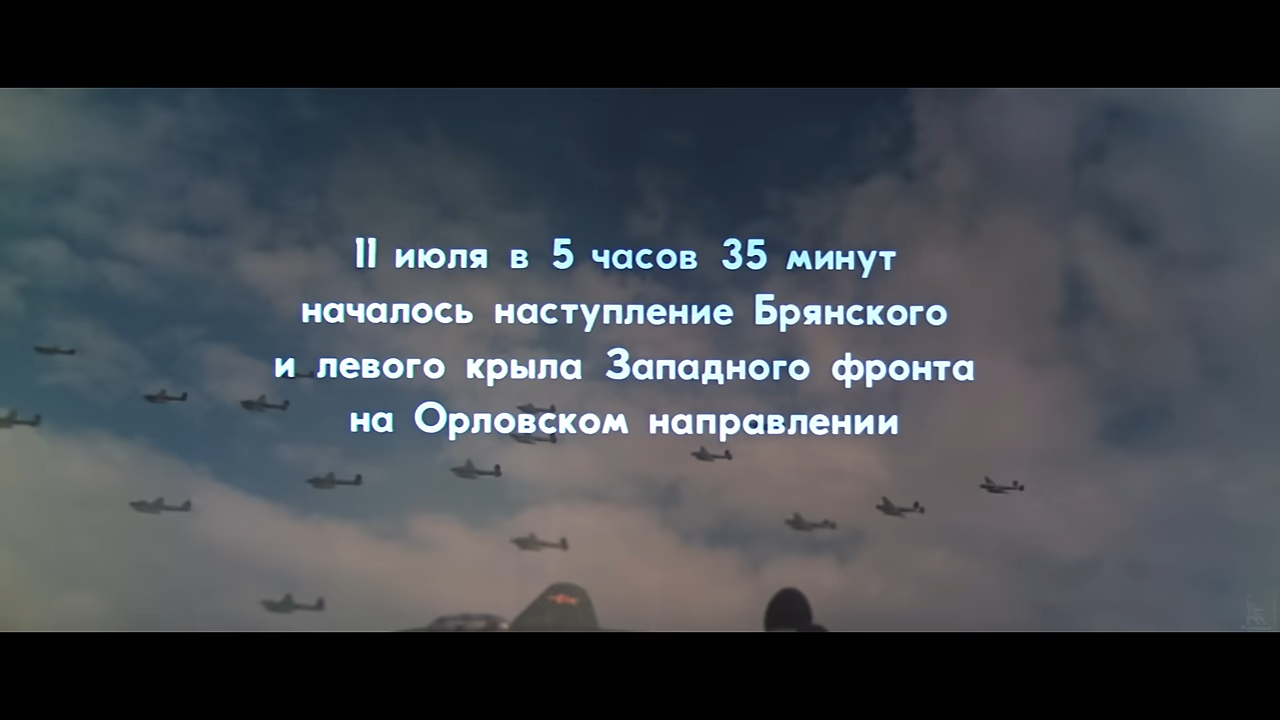 11 июля в 5 часов 35 минут
началось наступление Брянского
и левого крыла Западного фронта
на Орловском направлении